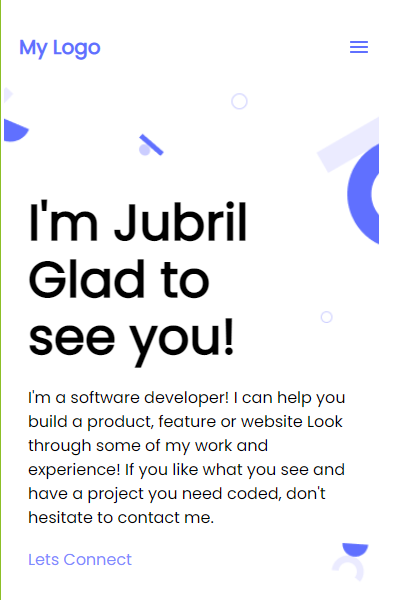 My Logo
I'm Jubril
Glad to
see you!
I'm a software developer! I can help you
build a product, feature or website Look
through some of my work and
experience! If you like what you see and
have a project you need coded, don't
hesitate to contact me.
Lets Connect